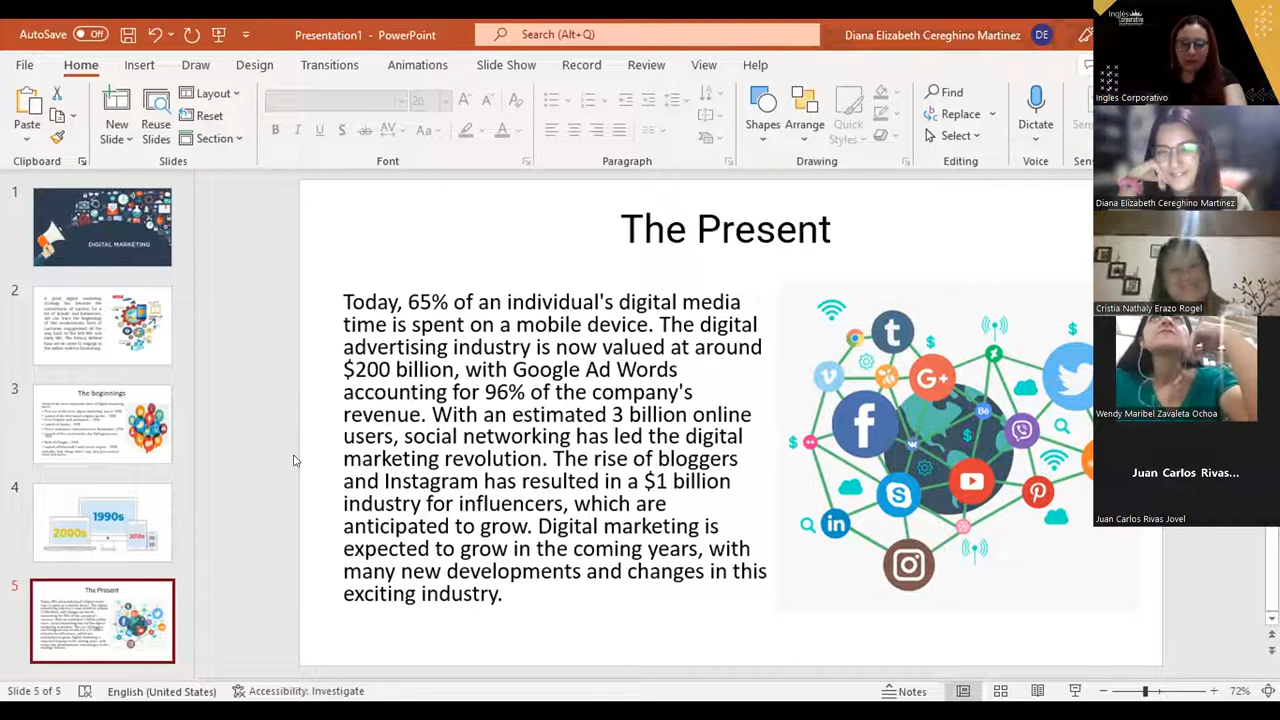 AutoSave Off Presentation1 - PowerPoint Search (Alt+Q) Diana Elizabeth Cereghino Martinez DE
File Home Insert Draw Design Transitions Animations Slide Show Record Review View Help
Paste New Slide Reuse Slides Layout Reset Section Shapes Arrange Quick Styles Find Replace Select Dictate
Clipboard Slides Font Paragraph Drawing Editing Voice
Inglés Corporativo
Ingles Corporativo
Diana Elizabeth Cereghino Martinez
Cristia Nathaly Erazo Rogel
Wendy Maribel Zavaleta Ochoa
Juan Carlos Rivas...
Juan Carlos Rivas Jovel
1
DIGITAL MARKETING
2
3
The beginnings
4
1990s
2000s
2010s
5
The Present
The Present
Today, 65% of an individual's digital media
time is spent on a mobile device. The digital
advertising industry is now valued at around
$200 billion, with Google Ad Words
accounting for 96% of the company's
revenue. With an estimated 3 billion online
users, social networking has led the digital
marketing revolution. The rise of bloggers
and Instagram has resulted in a $1 billion
industry for influencers, which are
anticipated to grow. Digital marketing is
expected to grow in the coming years, with
many new developments and changes in this
exciting industry.
Slide 5 of 5 English (United States) Accessibility: Investigate Notes 72%